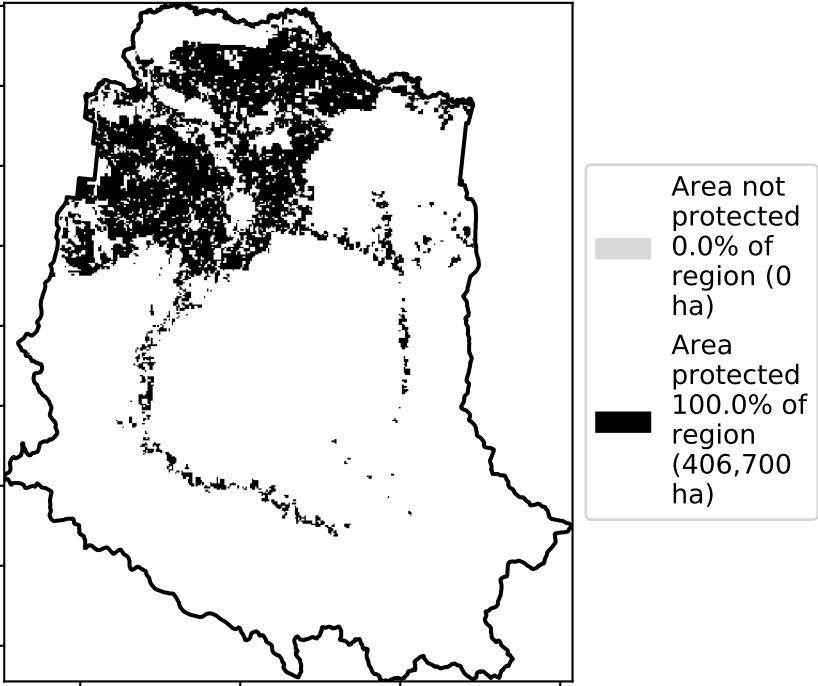 Area not
protected
0.0% of
region (0
ha)
Area
protected
100.0% of
region
(406,700
ha)